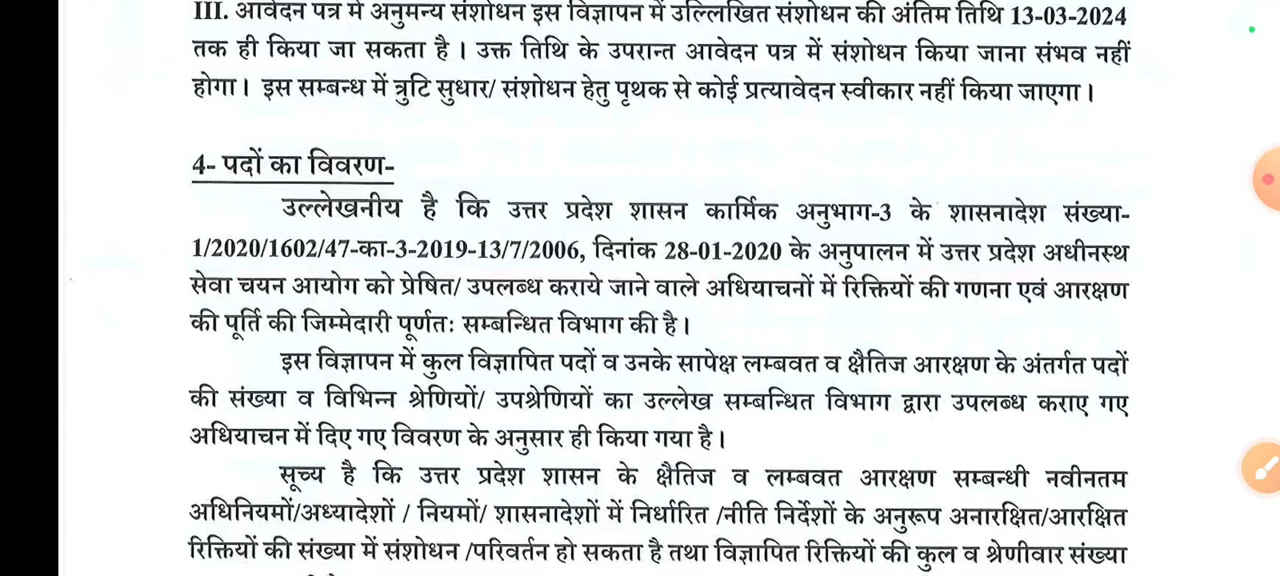 III. आवेदन पत्र में अनुमन्य संशोधन इस विज्ञापन में उल्लिखित संशोधन की अंतिम तिथि 13-03-2024
तक ही किया जा सकता है। उक्त तिथि के उपरान्त आवेदन पत्र में संशोधन किया जाना संभव नहीं
होगा। इस सम्बन्ध में त्रुटि सुधार/ संशोधन हेतु पृथक से कोई प्रत्यावेदन स्वीकार नहीं किया जाएगा।
4- पदों का विवरण-
उल्लेखनीय है कि उत्तर प्रदेश शासन कार्मिक अनुभाग-3 के शासनादेश संख्या-
1/2020/1602/47-का-3-2019-13/7/2006, दिनांक 28-01-2020 के अनुपालन में उत्तर प्रदेश अधीनस्थ
सेवा चयन आयोग को प्रेषित/ उपलब्ध कराये जाने वाले अधियाचनों में रिक्तियों की गणना एवं आरक्षण
की पूर्ति की जिम्मेदारी पूर्णतः सम्बन्धित विभाग की है।
इस विज्ञापन में कुल विज्ञापित पदों व उनके सापेक्ष लम्बवत व क्षैतिज आरक्षण के अंतर्गत पदों
की संख्या व विभिन्न श्रेणियों/ उपश्रेणियों का उल्लेख सम्बन्धित विभाग द्वारा उपलब्ध कराए गए
अधियाचन में दिए गए विवरण के अनुसार ही किया गया है।
सूच्य है कि उत्तर प्रदेश शासन के क्षैतिज व लम्बवत आरक्षण सम्बन्धी नवीनतम
अधिनियमों/अध्यादेशों / नियमों/ शासनादेशों में निर्धारित /नीति निर्देशों के अनुरूप अनारक्षित/आरक्षित
रिक्तियों की संख्या में संशोधन /परिवर्तन हो सकता है तथा विज्ञापित रिक्तियों की कुल व श्रेणीवार संख्या